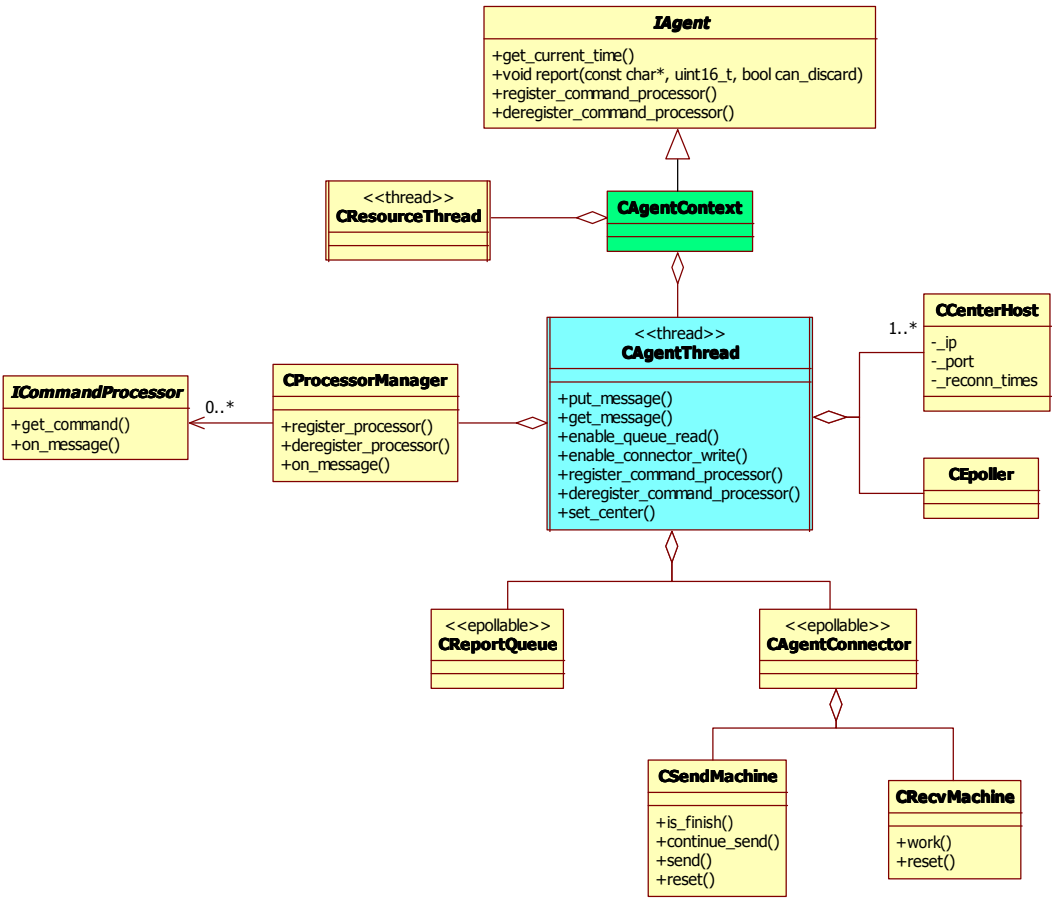 IAgent
+get_current_time()
+void report(const char*, uint16_t, bool can_discard)
+register_command_processor()
+deregister_command_processor()
<<thread>>
CResourceThread
CAgentContext
<<thread>>
CAgentThread
+put_message()
+get_message()
+enable_queue_read()
+enable_connector_write()
+register_command_processor()
+deregister_command_processor()
+set_center()
1..*
CCenterHost
-_ip
-_port
-_reconn_times
ICommandProcessor
+get_command()
+on_message()
0..*
CProcessorManager
+register_processor()
+deregister_processor()
+on_message()
CEpoller
<<epollable>>
CReportQueue
<<epollable>>
CAgentConnector
CSendMachine
+is_finish()
+continue_send()
+send()
+reset()
CRecvMachine
+work()
+reset()